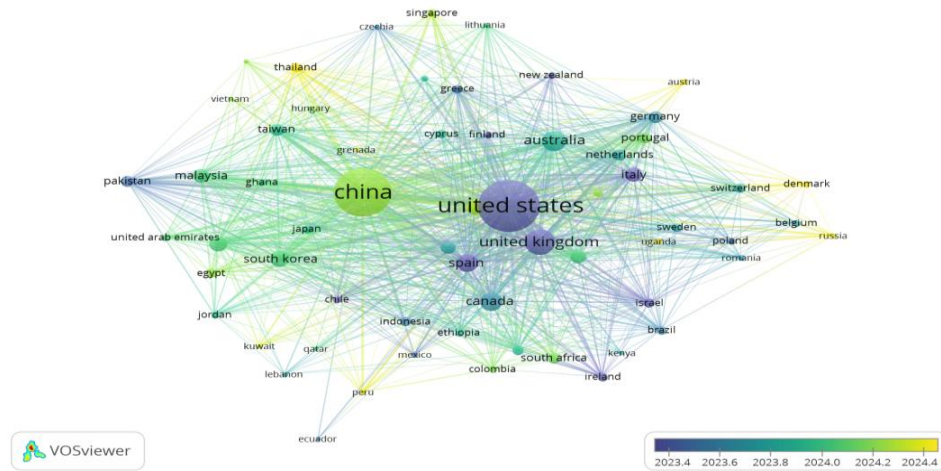 singapore
czechia
lithuania
thailand
new zealand
austria
greece
vietnam
hungary
germany
taiwan
cyprus
finland
australia
portugal
grenada
netherlands
pakistan
malaysia
ghana
china
italy
switzerland
denmark
united states
japan
sweden
belgium
united arab emirates
united kingdom
uganda
poland
russia
south korea
spain
romania
egypt
chile
canada
israel
jordan
indonesia
ethiopia
brazil
kuwait
qatar
mexico
south africa
kenya
lebanon
colombia
ireland
peru
ecuador
VOSviewer
2023.4 2023.6 2023.8 2024.0 2024.2 2024.4